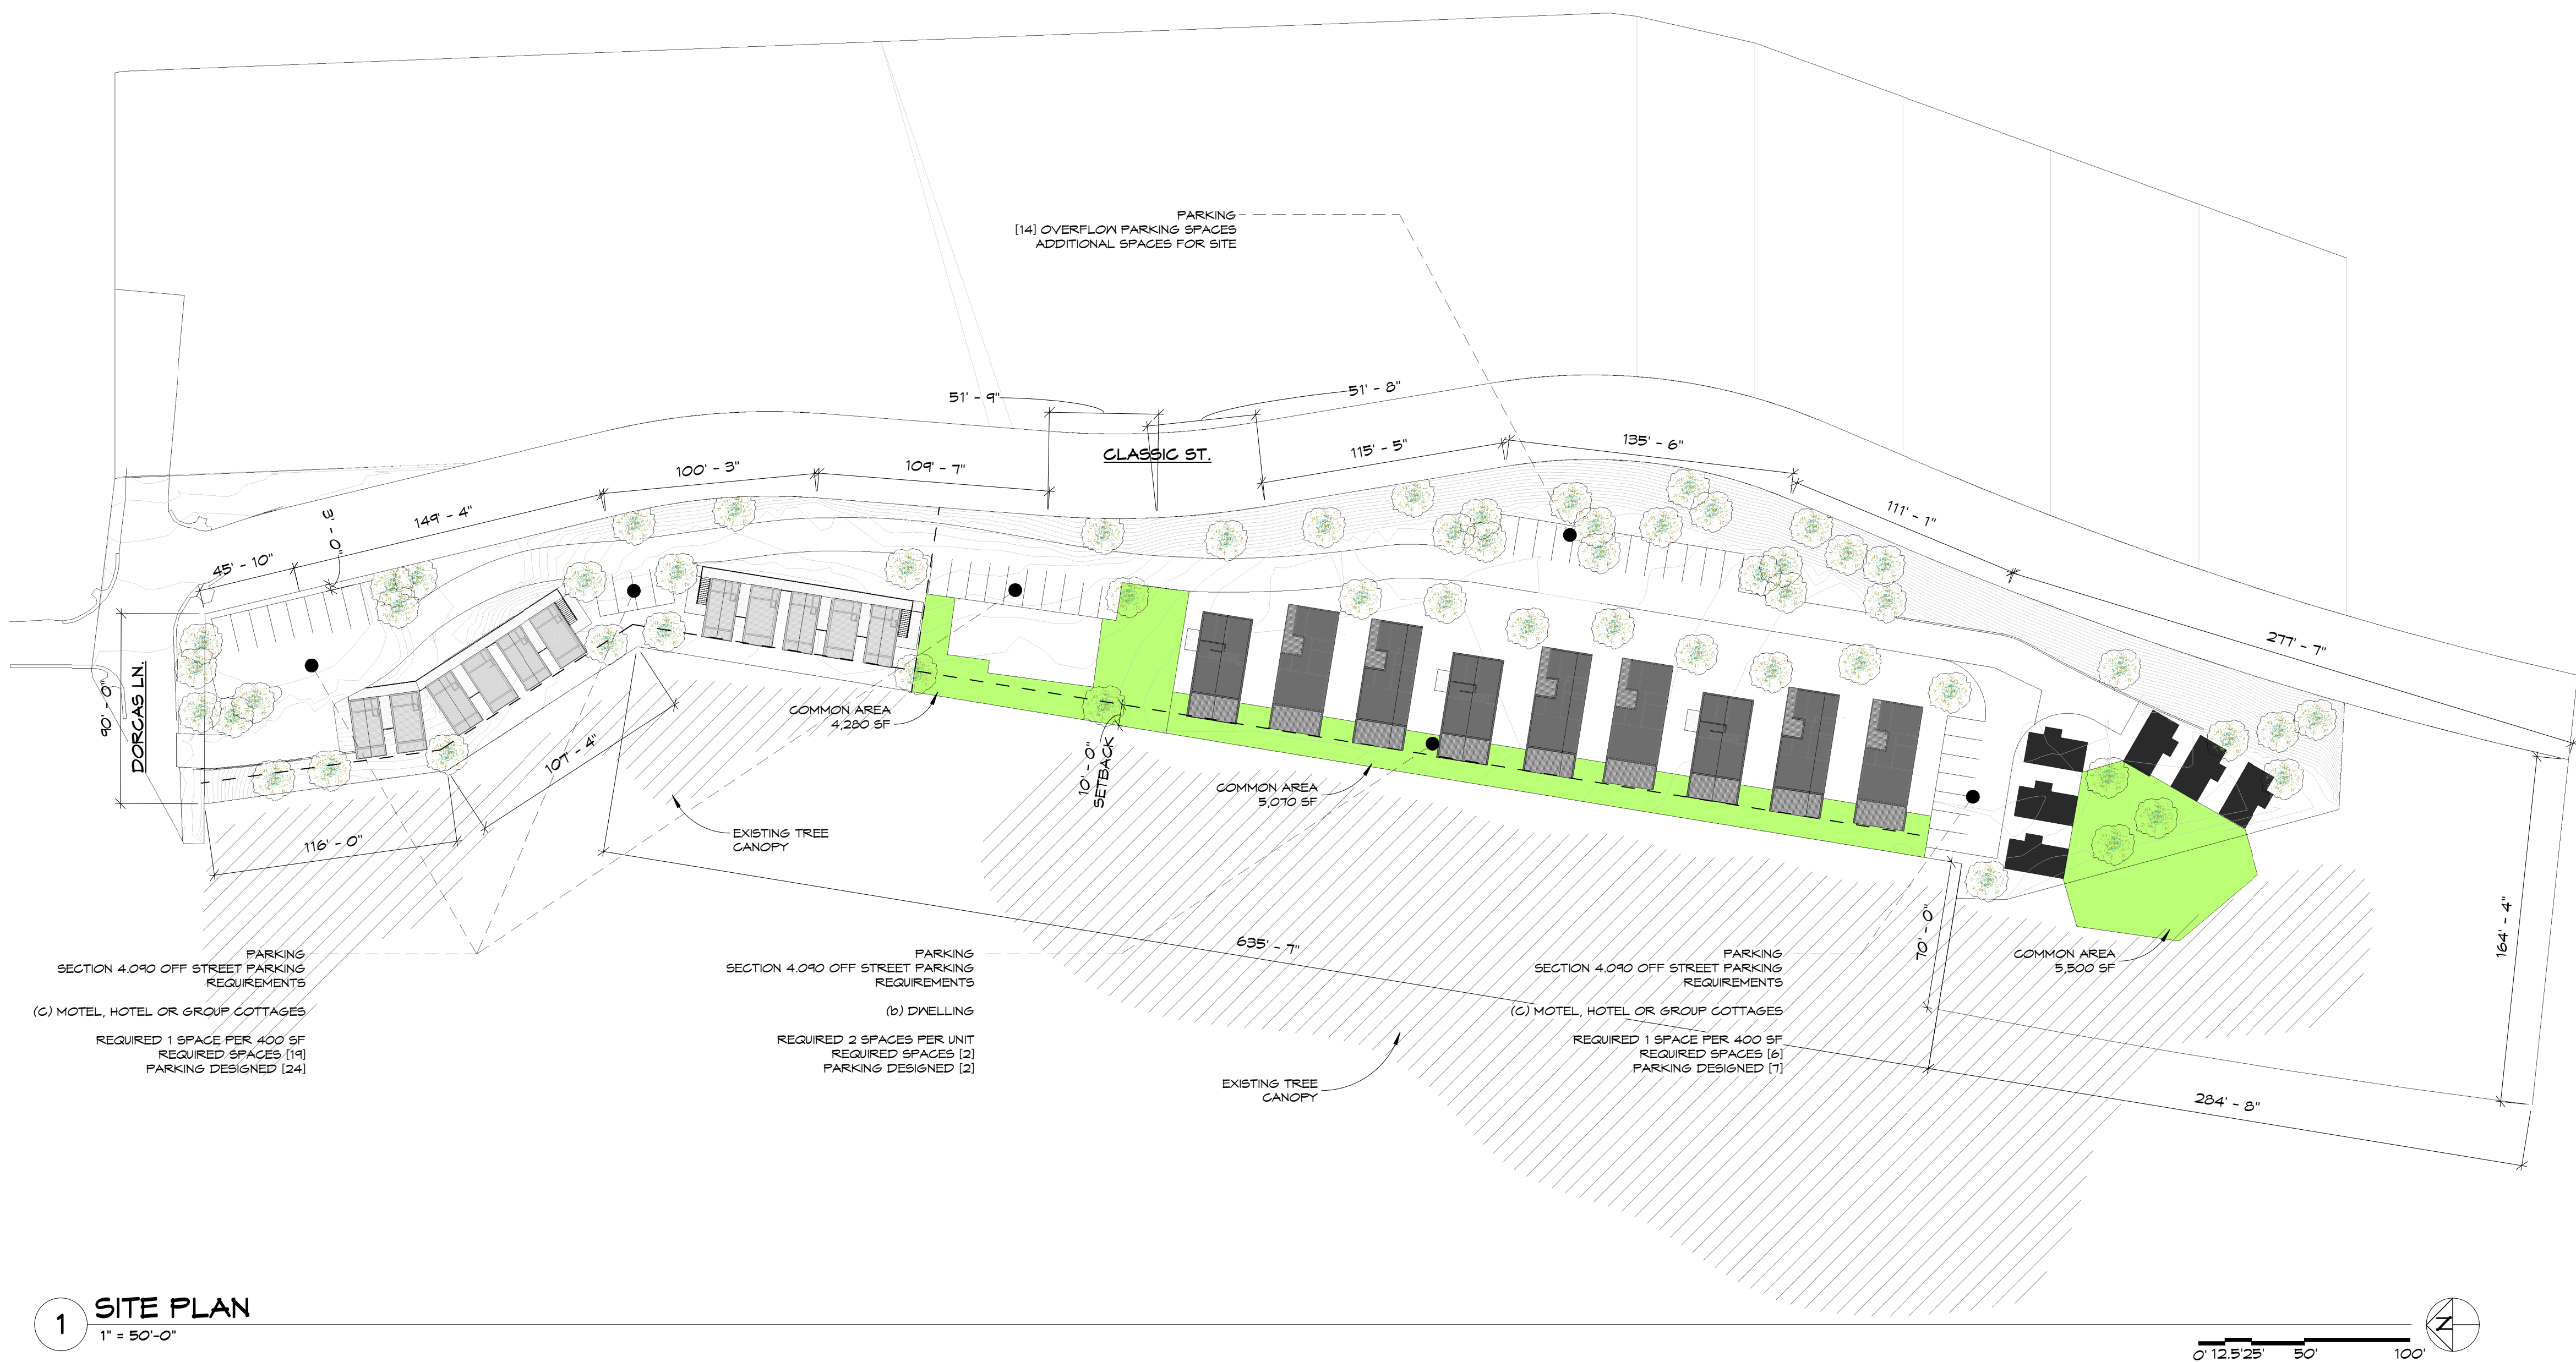 PARKING
[14] OVERFLOW PARKING SPACES
ADDITIONAL SPACES FOR SITE
51' - 9"
51' - 8"
CLASSIC ST.
115' - 5"
135' - 6"
100' - 3"
109' - 7"
149' - 4"
3' - 0"
45' - 10"
111' - 1"
277' - 7"
90' - 0"
DORCAS LN.
COMMON AREA
4,280 SF
10' - 0"
SETBACK
COMMON AREA
5,070 SF
107' - 4"
116' - 0"
EXISTING TREE
CANOPY
635' - 7"
70' - 0"
164' - 4"
COMMON AREA
5,500 SF
PARKING
SECTION 4.090 OFF STREET PARKING
REQUIREMENTS
(C) MOTEL, HOTEL OR GROUP COTTAGES
REQUIRED 1 SPACE PER 400 SF
REQUIRED SPACES [19]
PARKING DESIGNED [24]
PARKING
SECTION 4.090 OFF STREET PARKING
REQUIREMENTS
(b) DWELLING
REQUIRED 2 SPACES PER UNIT
REQUIRED SPACES [2]
PARKING DESIGNED [2]
PARKING
SECTION 4.090 OFF STREET PARKING
REQUIREMENTS
(C) MOTEL, HOTEL OR GROUP COTTAGES
REQUIRED 1 SPACE PER 400 SF
REQUIRED SPACES [6]
PARKING DESIGNED [7]
EXISTING TREE
CANOPY
284' - 8"
1
SITE PLAN
1" = 50'-0"
0' 12.5' 25' 50' 100'
N